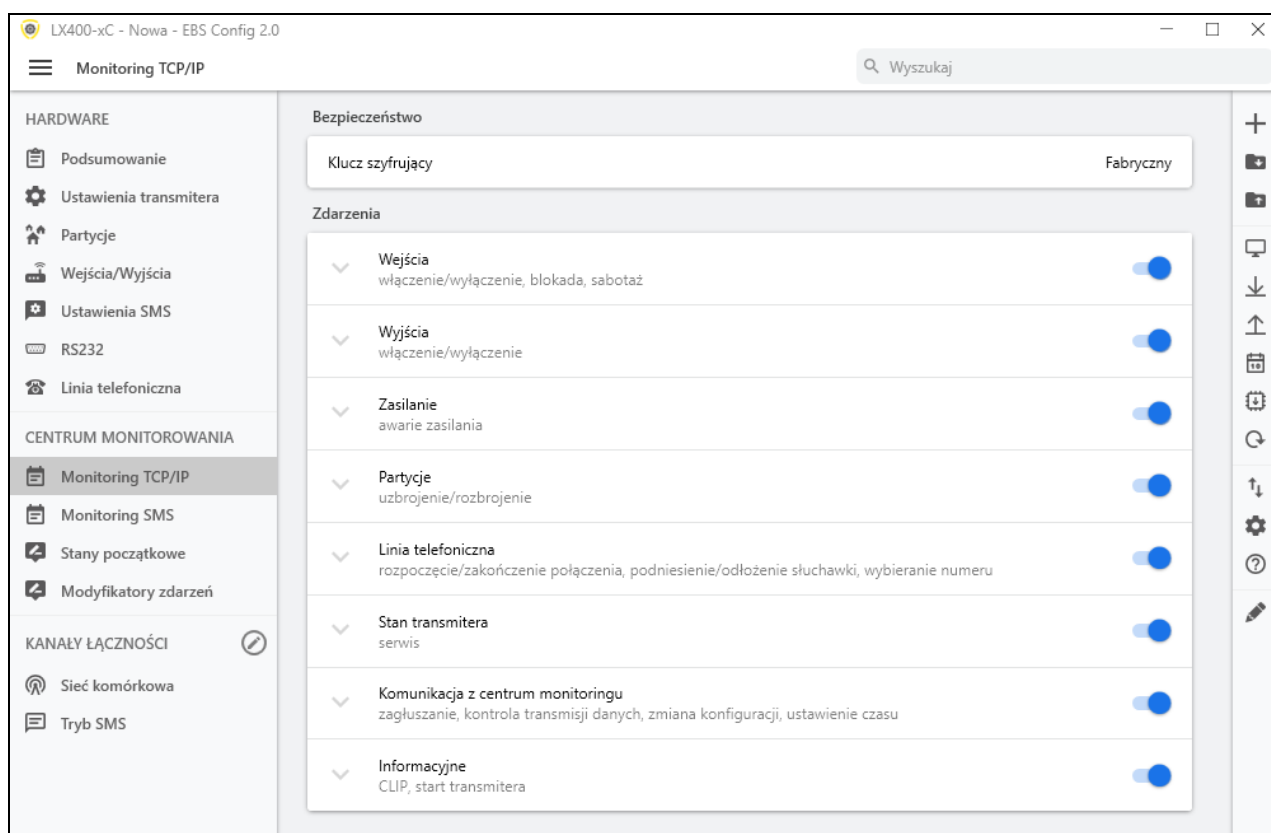 LX400-xC - Nowa - EBS Config 2.0
Monitoring TCP/IP
Wyszukaj
HARDWARE
Podsumowanie
Ustawienia transmitera
Partycje
Wejścia/Wyjścia
Ustawienia SMS
RS232
Linia telefoniczna
CENTRUM MONITOROWANIA
Monitoring TCP/IP
Monitoring SMS
Stany początkowe
Modyfikatory zdarzeń
KANAŁY ŁĄCZNOŚCI
Sieć komórkowa
Tryb SMS
Bezpieczeństwo
Klucz szyfrujący Fabryczny
Zdarzenia
Wejścia
włączenie/wyłączenie, blokada, sabotaż
Wyjścia
włączenie/wyłączenie
Zasilanie
awarie zasilania
Partycje
uzbrojenie/rozbrojenie
Linia telefoniczna
rozpoczęcie/zakończenie połączenia, podniesienie/odłożenie słuchawki, wybieranie numeru
Stan transmitera
serwis
Komunikacja z centrum monitoringu
zagłuszanie, kontrola transmisji danych, zmiana konfiguracji, ustawienie czasu
Informacyjne
CLIP, start transmitera